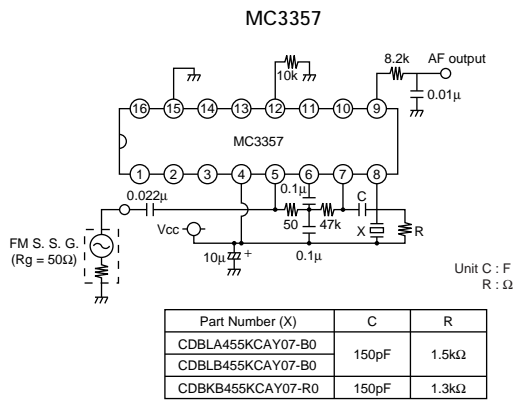 MC3357
8.2k AF output
10k
0.01μ
16 15 14 13 12 11 10 9
MC3357
1 2 3 4 5 6 7 8
0.022μ
0.1μ
C
Vcc
50 47k
X
R
FM S. S. G.
(Rg = 50Ω)
10μ +
0.1μ
Unit C : F
R : Ω
Part Number (X) C R
CDBLA455KCAY07-B0 150pF 1.5kΩ
CDBLB455KCAY07-B0
CDBKB455KCAY07-R0 150pF 1.3kΩ